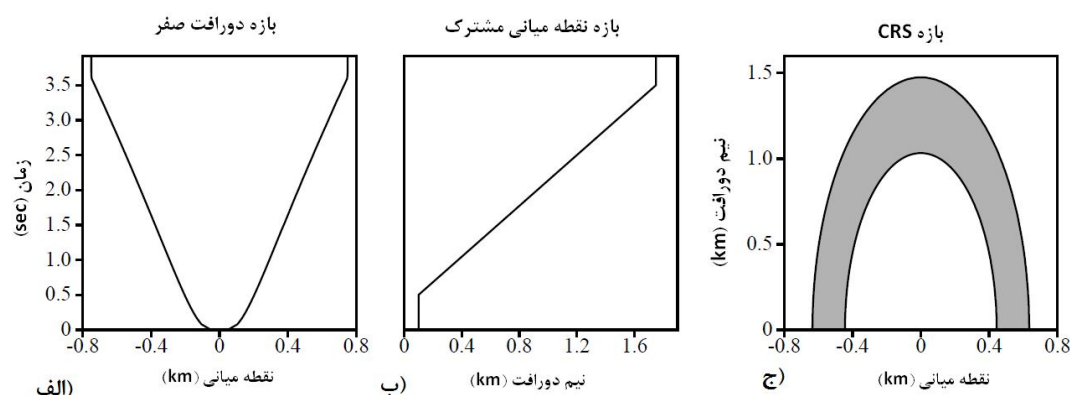 بازه دورافت صفر
زمان (sec)
3.5
3.0
2.5
2.0
1.5
1.0
0.5
0
-0.8
-0.4
0
0.4
0.8
نقطه میانی (km)
الف)
بازه نقطه میانی مشترک
0
0.4
0.8
1.2
1.6
نیم دورافت (km)
ب)
بازه CRS
نیم دورافت (km)
1.5
1.0
0.5
0
-0.8
-0.4
0
0.4
0.8
نقطه میانی (km)
ج)